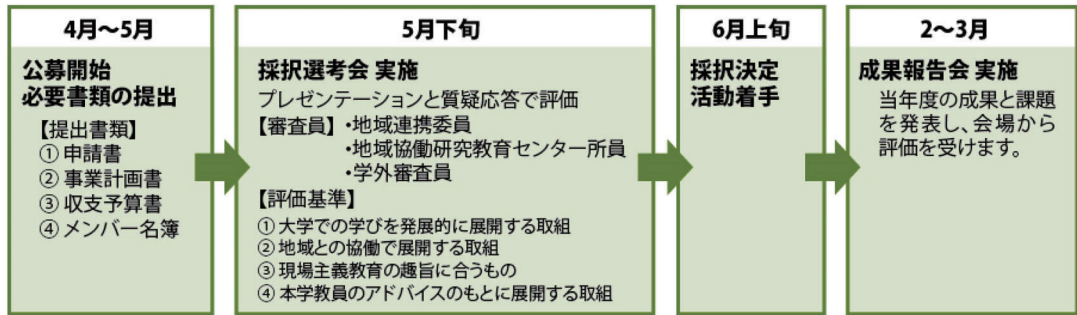 4月～5月
公募開始
必要書類の提出
【提出書類】
① 申請書
② 事業計画書
③ 収支予算書
④ メンバー名簿
5月下旬
採択選考会 実施
プレゼンテーションと質疑応答で評価
【審査員】・地域連携委員
・地域協働研究教育センター所員
・学外審査員
【評価基準】
① 大学での学びを発展的に展開する取組
② 地域との協働で展開する取組
③ 現場主義教育の趣旨に合うもの
④ 本学教員のアドバイスのもとに展開する取組
6月上旬
採択決定
活動着手
2～3月
成果報告会 実施
当年度の成果と課題
を発表し、会場から
評価を受けます。